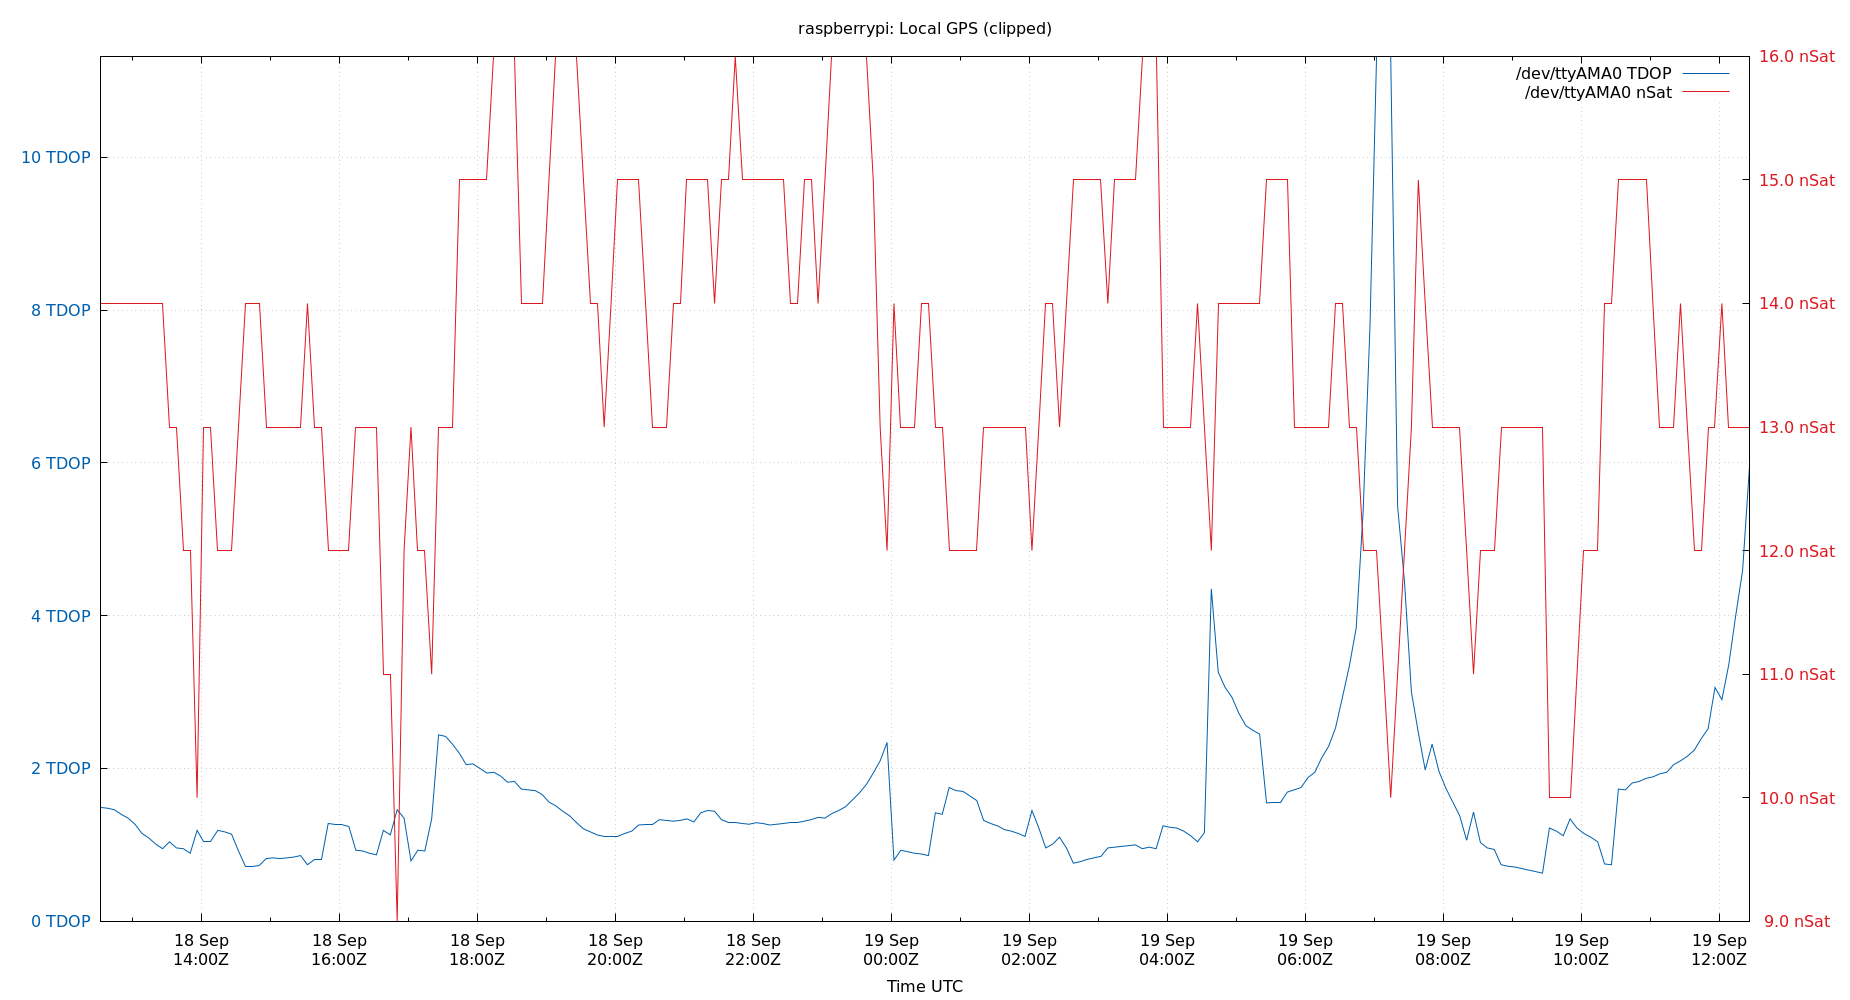 raspberrypi: Local GPS (clipped)
/dev/ttyAMA0 TDOP
/dev/ttyAMA0 nSat
10 TDOP
8 TDOP
6 TDOP
4 TDOP
2 TDOP
0 TDOP
16.0 nSat
15.0 nSat
14.0 nSat
13.0 nSat
12.0 nSat
11.0 nSat
10.0 nSat
9.0 nSat
18 Sep
14:00Z
18 Sep
16:00Z
18 Sep
18:00Z
18 Sep
20:00Z
18 Sep
22:00Z
19 Sep
00:00Z
19 Sep
02:00Z
19 Sep
04:00Z
19 Sep
06:00Z
19 Sep
08:00Z
19 Sep
10:00Z
19 Sep
12:00Z
Time UTC